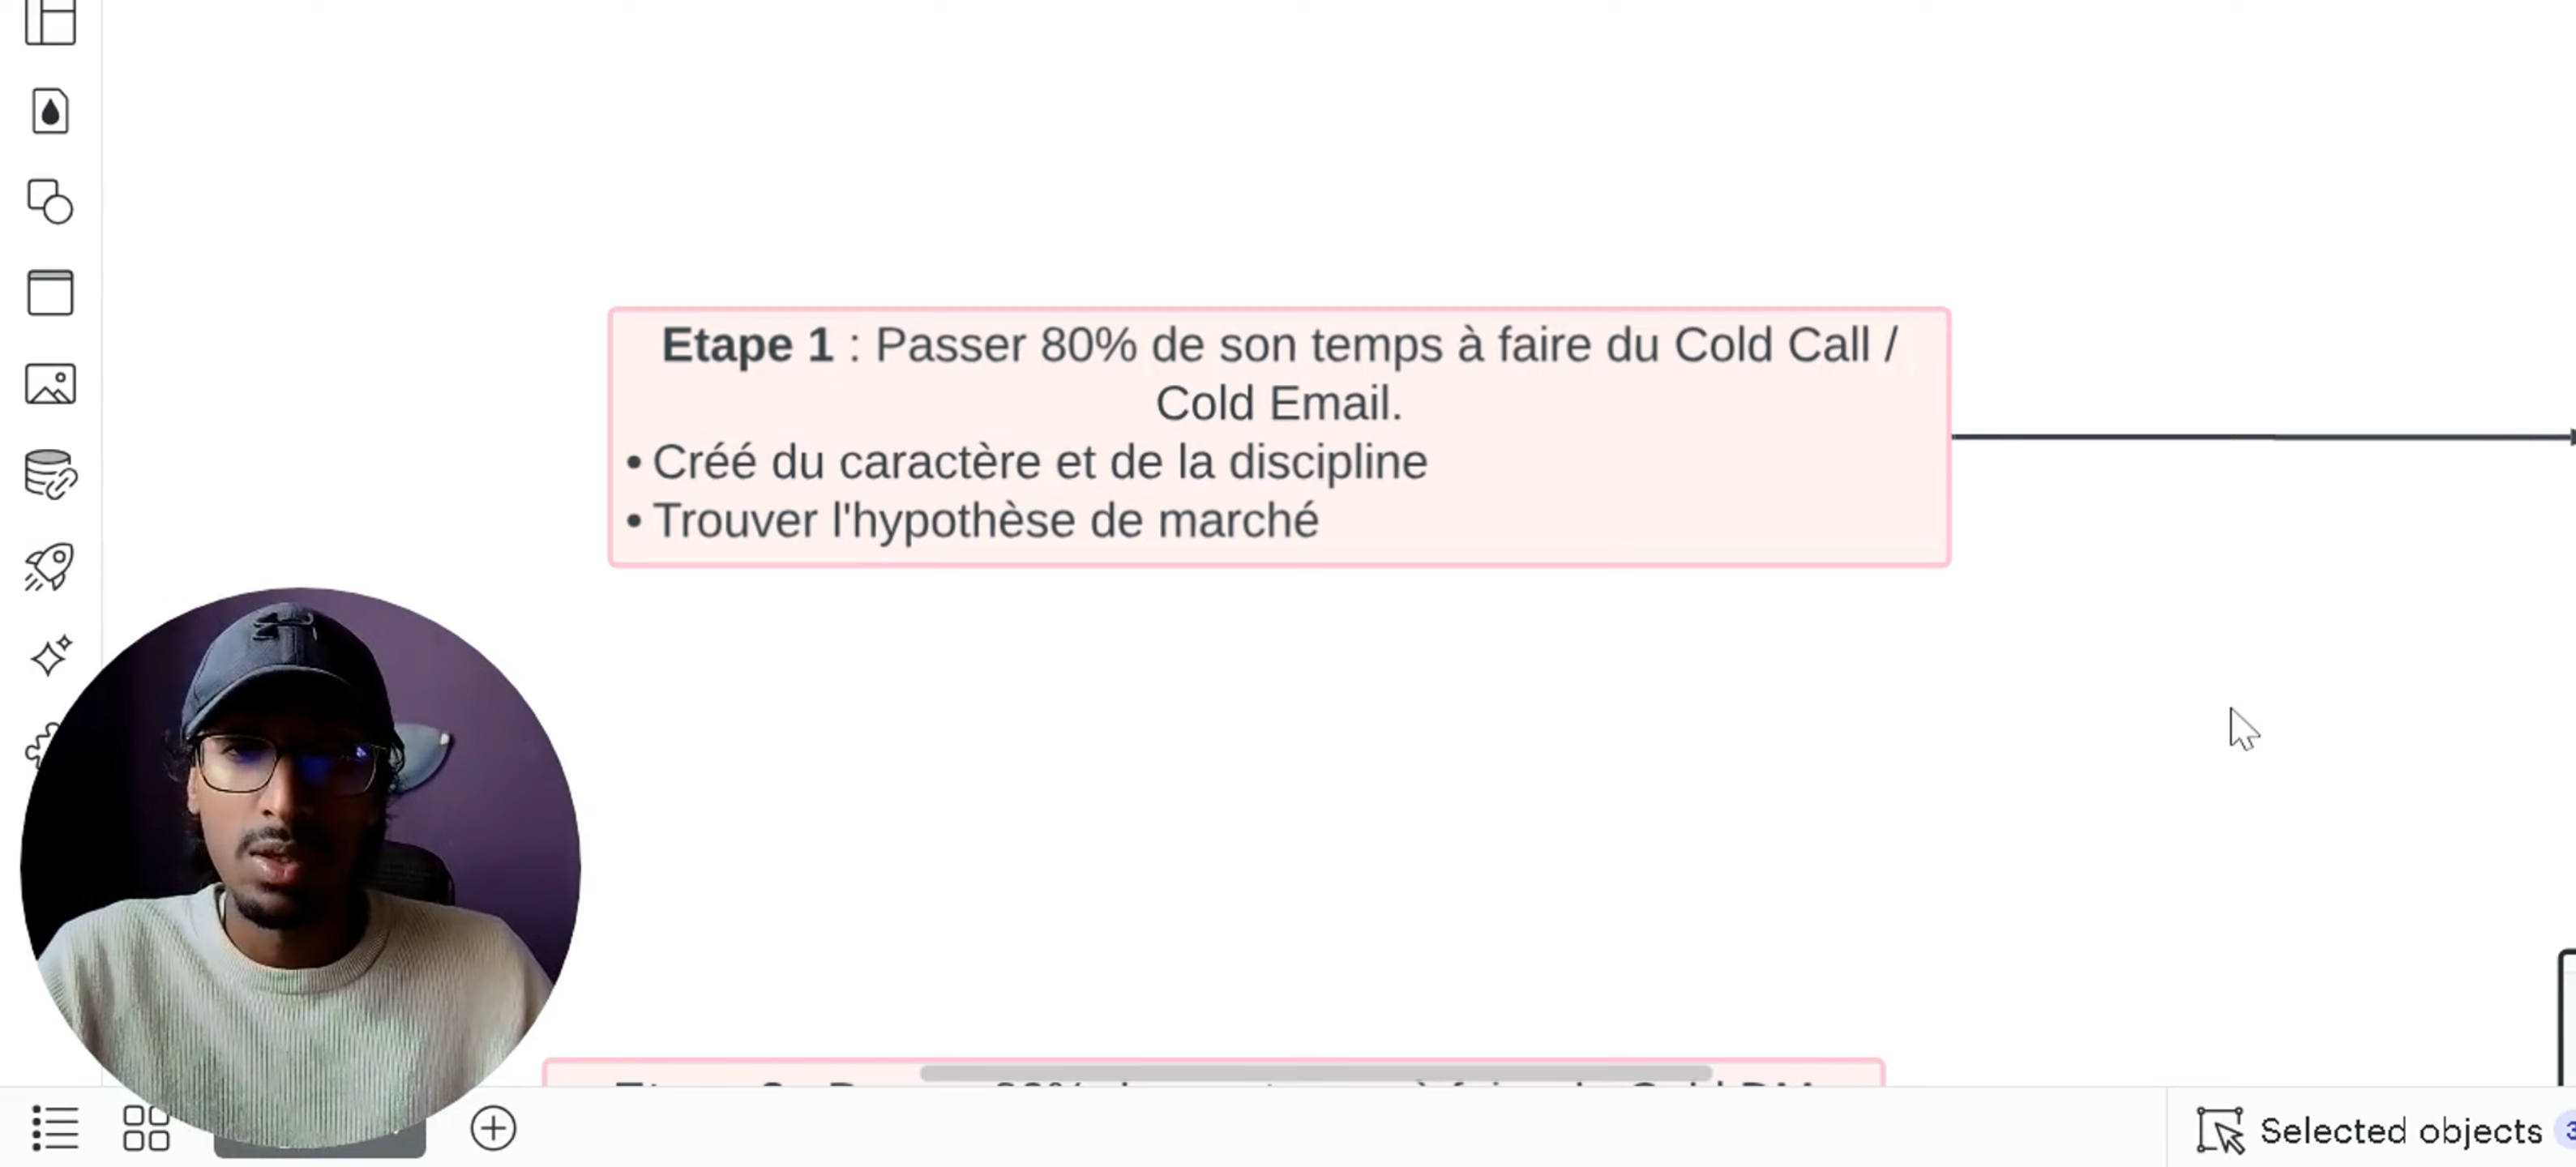 Etape 1 : Passer 80% de son temps à faire du Cold Call /
Cold Email.
• Créé du caractère et de la discipline
• Trouver l'hypothèse de marché
Selected objects